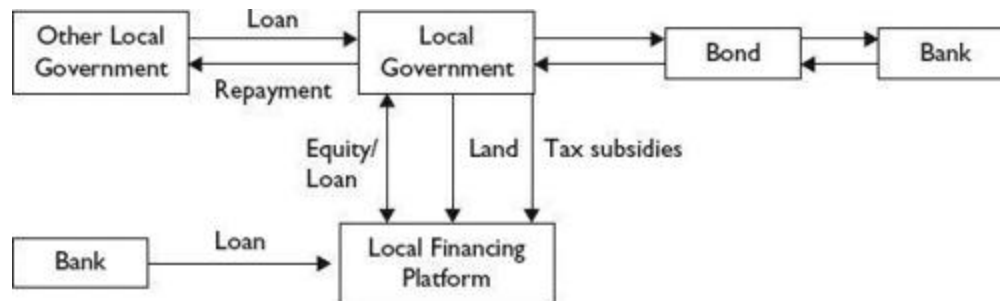 Loan
Other Local
Government
Local
Government
Bond
Bank
Repayment
Equity/
Loan
Land
Tax subsidies
Bank
Loan
Local Financing
Platform